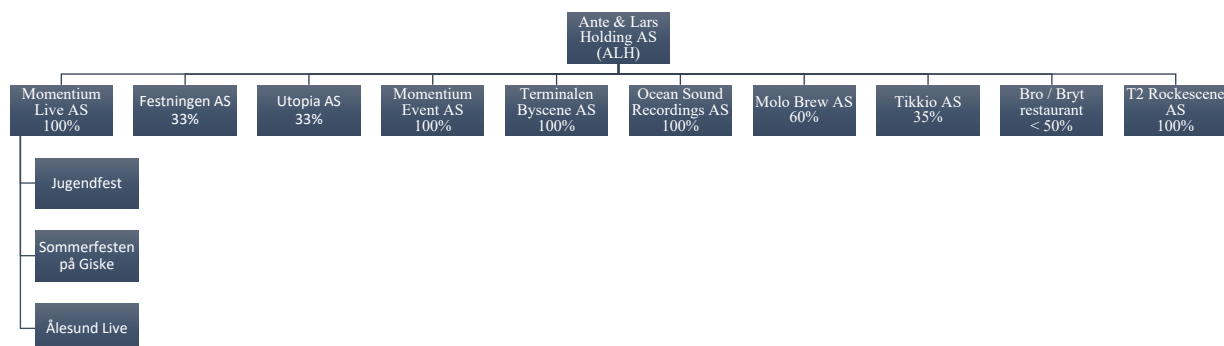 Ante & Lars
Holding AS
(ALH)
Momentium
Live AS
100%
Festningen AS
33%
Utopia AS
33%
Momentium
Event AS
100%
Terminalen
Byscene AS
100%
Ocean Sound
Recordings AS
100%
Molo Brew AS
60%
Tikkio AS
35%
Bro / Bryt
restaurant
< 50%
T2 Rockescene
AS
100%
Jugendfest
Sommerfesten
på Giske
Ålesund Live